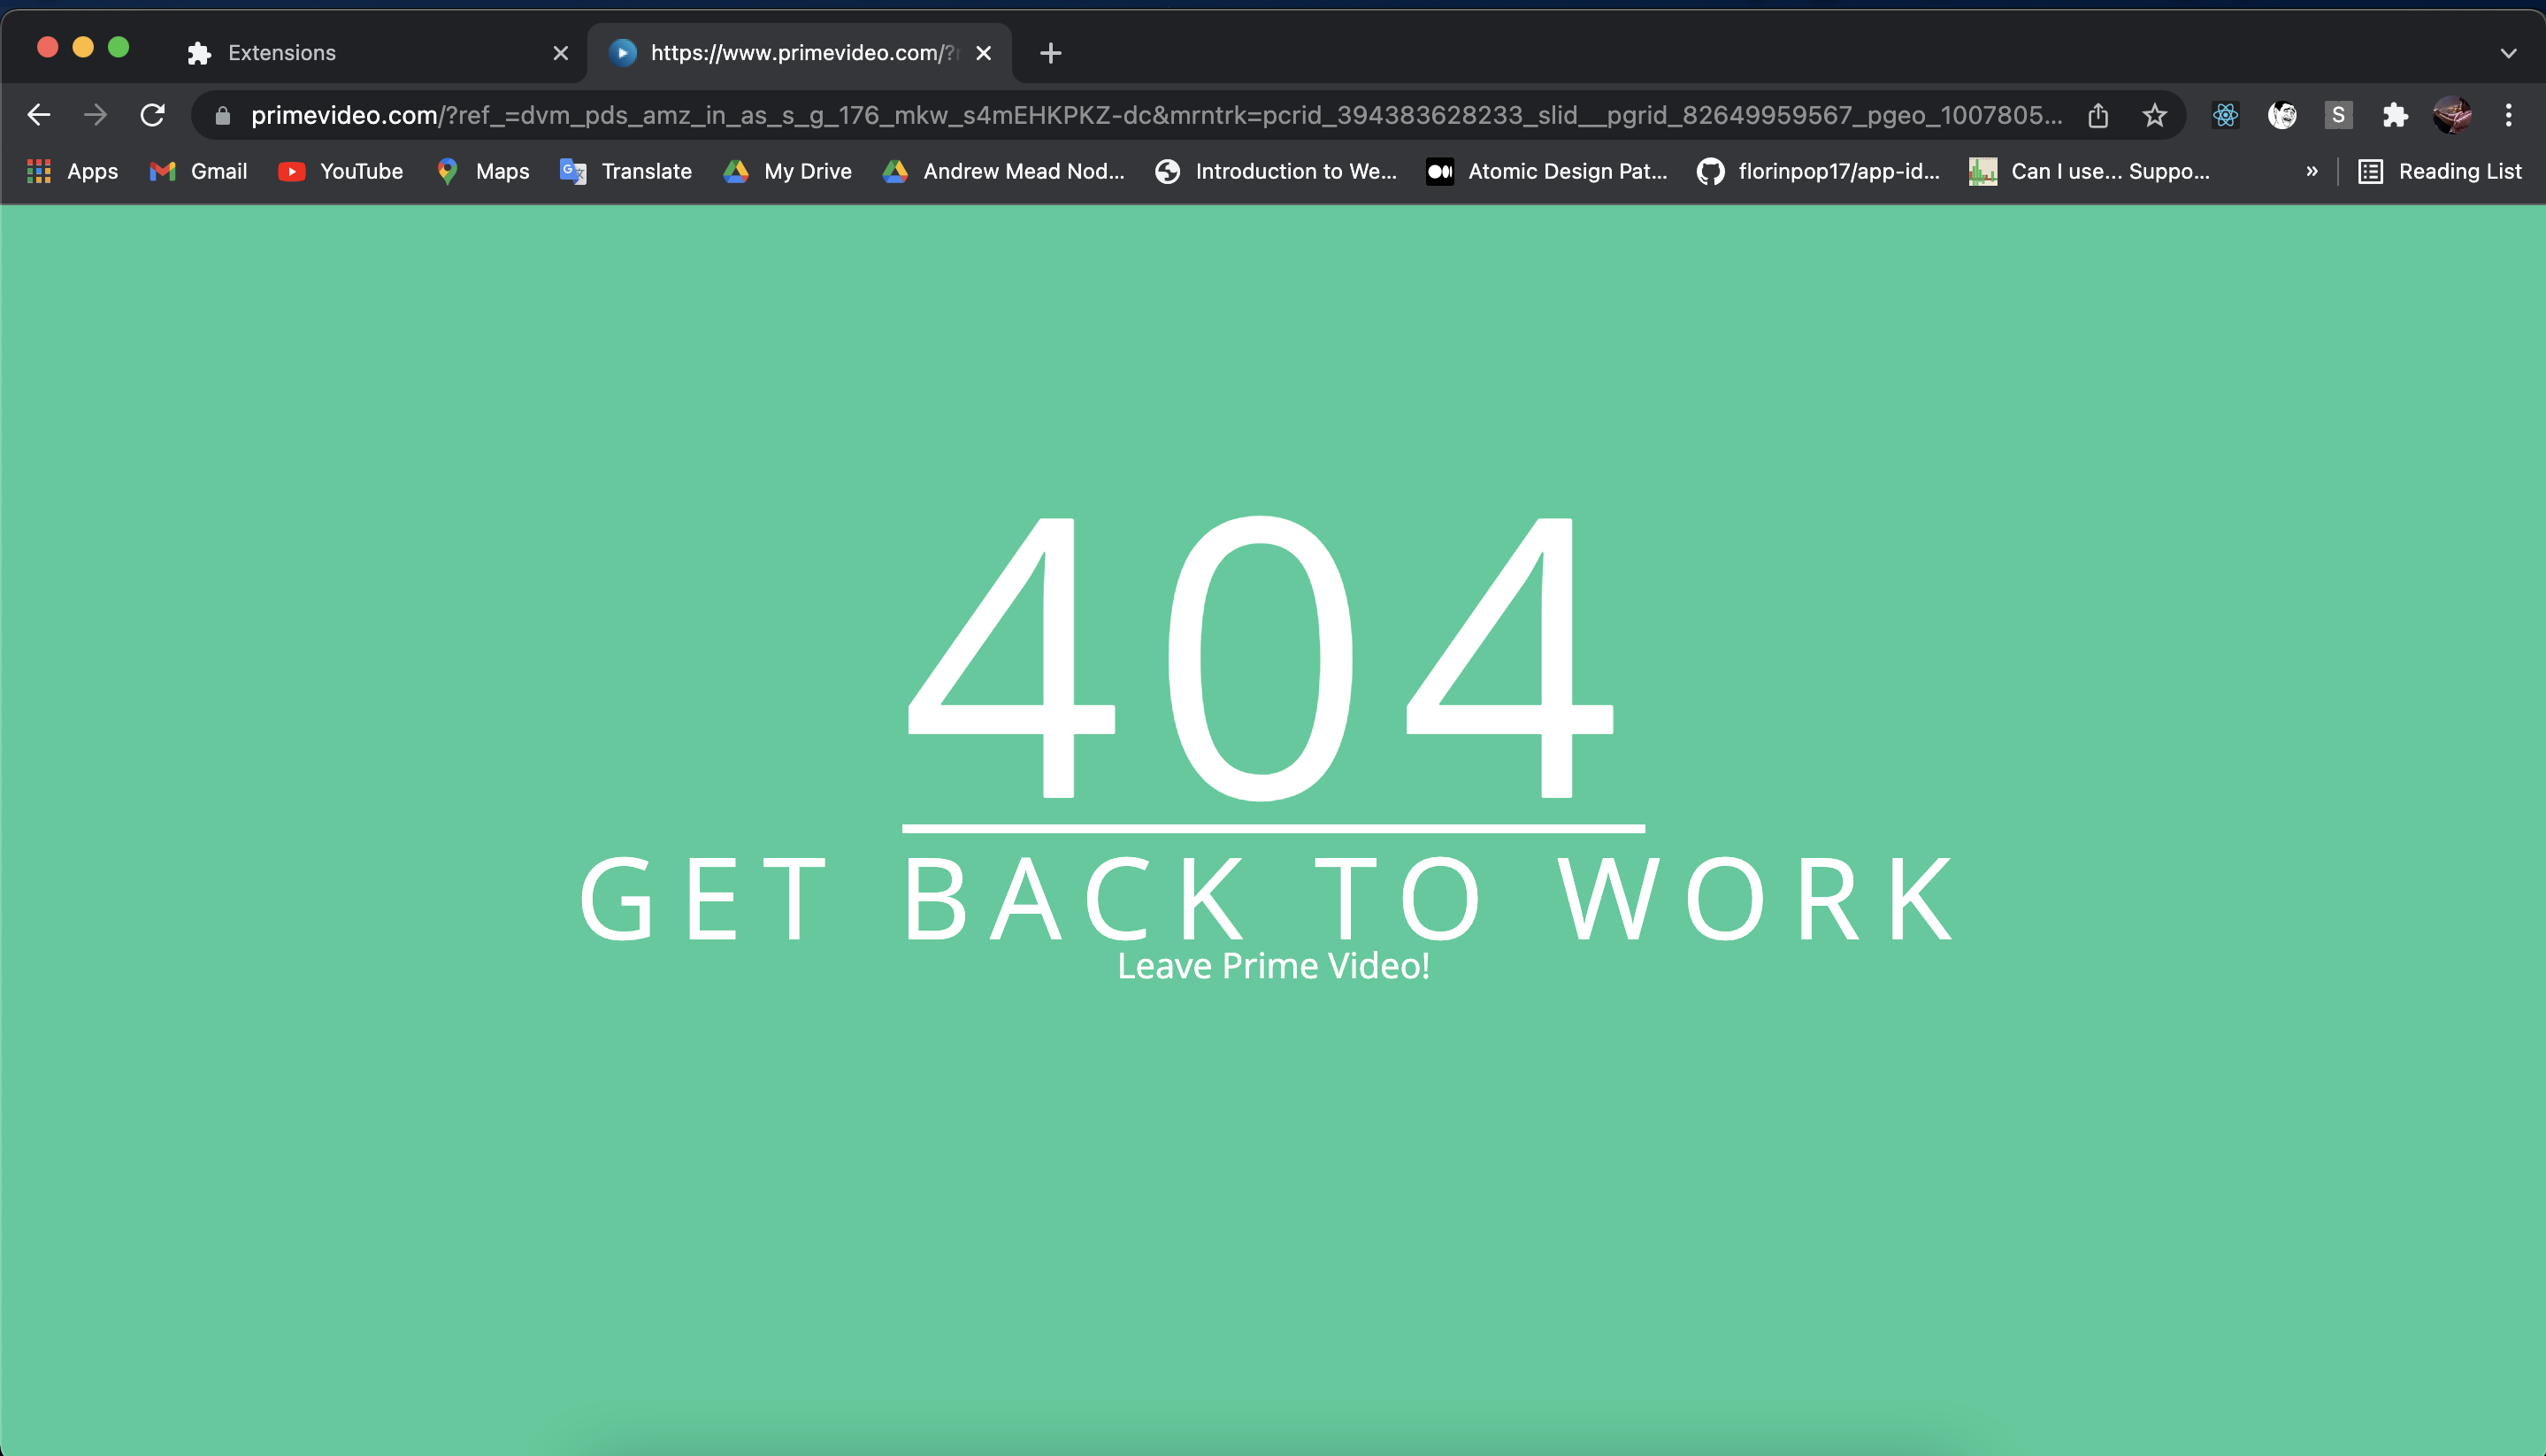 Extensions
https://www.primevideo.com/?
primevideo.com/?ref_=dvm_pds_amz_in_as_s_g_176_mkw_s4mEHKPKZ-dc&mrntrk=pcrid_394383628233_slid__pgrid_82649959567_pgeo_1007805...
S
Apps Gmail YouTube Maps Translate My Drive Andrew Mead Nod... Introduction to We... Atomic Design Pat... florinpop17/app-id... Can I use... Suppo... » Reading List
404
GET BACK TO WORK
Leave Prime Video!